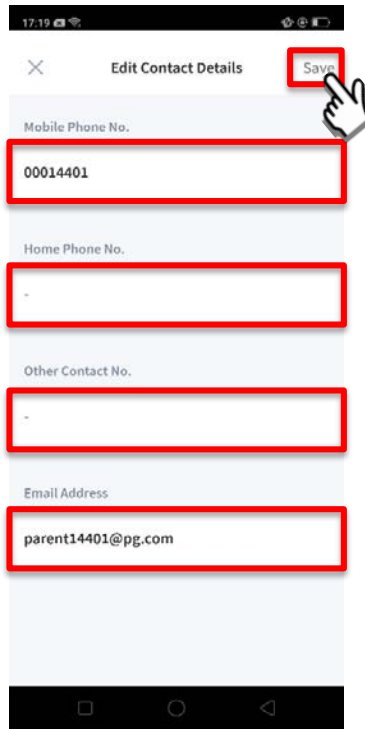 17:19
Edit Contact Details Save
Mobile Phone No.
00014401
Home Phone No.
-
Other Contact No.
-
Email Address
parent14401@pg.com